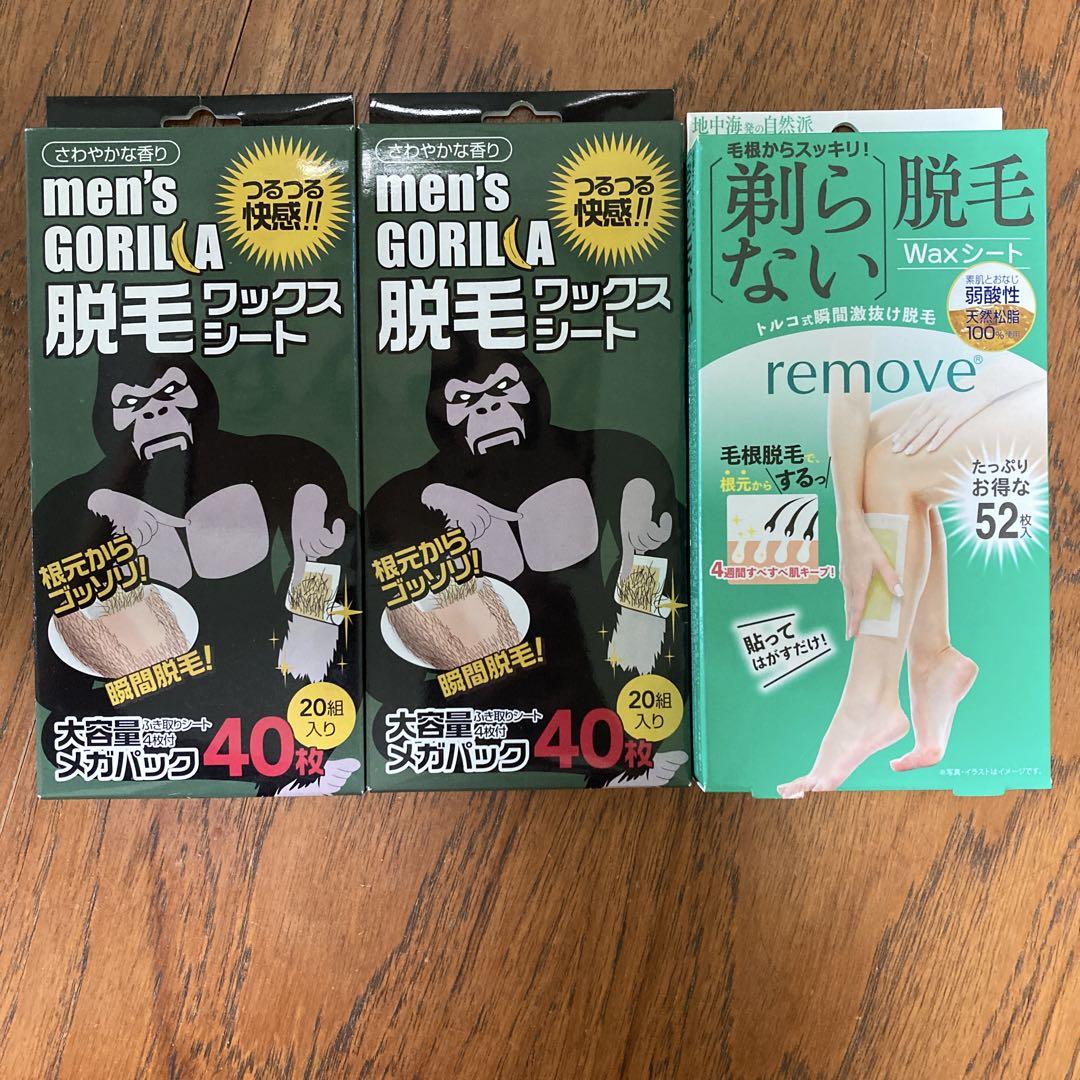 さわやかな香り
men's
GORILLA
つるつる
快感!!
脱毛ワックス
シート
根元から
ゴッソリ!
瞬間脱毛!
20組
入り
大容量
ふき取りシート
4枚付
メガパック
40枚
さわやかな香り
men's
GORILLA
つるつる
快感!!
脱毛ワックス
シート
根元から
ゴッソリ!
瞬間脱毛!
20組
入り
大容量
ふき取りシート
4枚付
メガパック
40枚
地中海発の自然派
毛根からスッキリ!
剃ら
ない
脱毛
Waxシート
素肌とおなじ
弱酸性
天然松脂
100%使用
トルコ式瞬間激抜け脱毛
remove®
毛根脱毛で、
根元からするっ
たっぷり
お得な
52枚入
4週間すべすべ肌キープ!
貼って
はがすだけ!
※写真・イラストはイメージです。